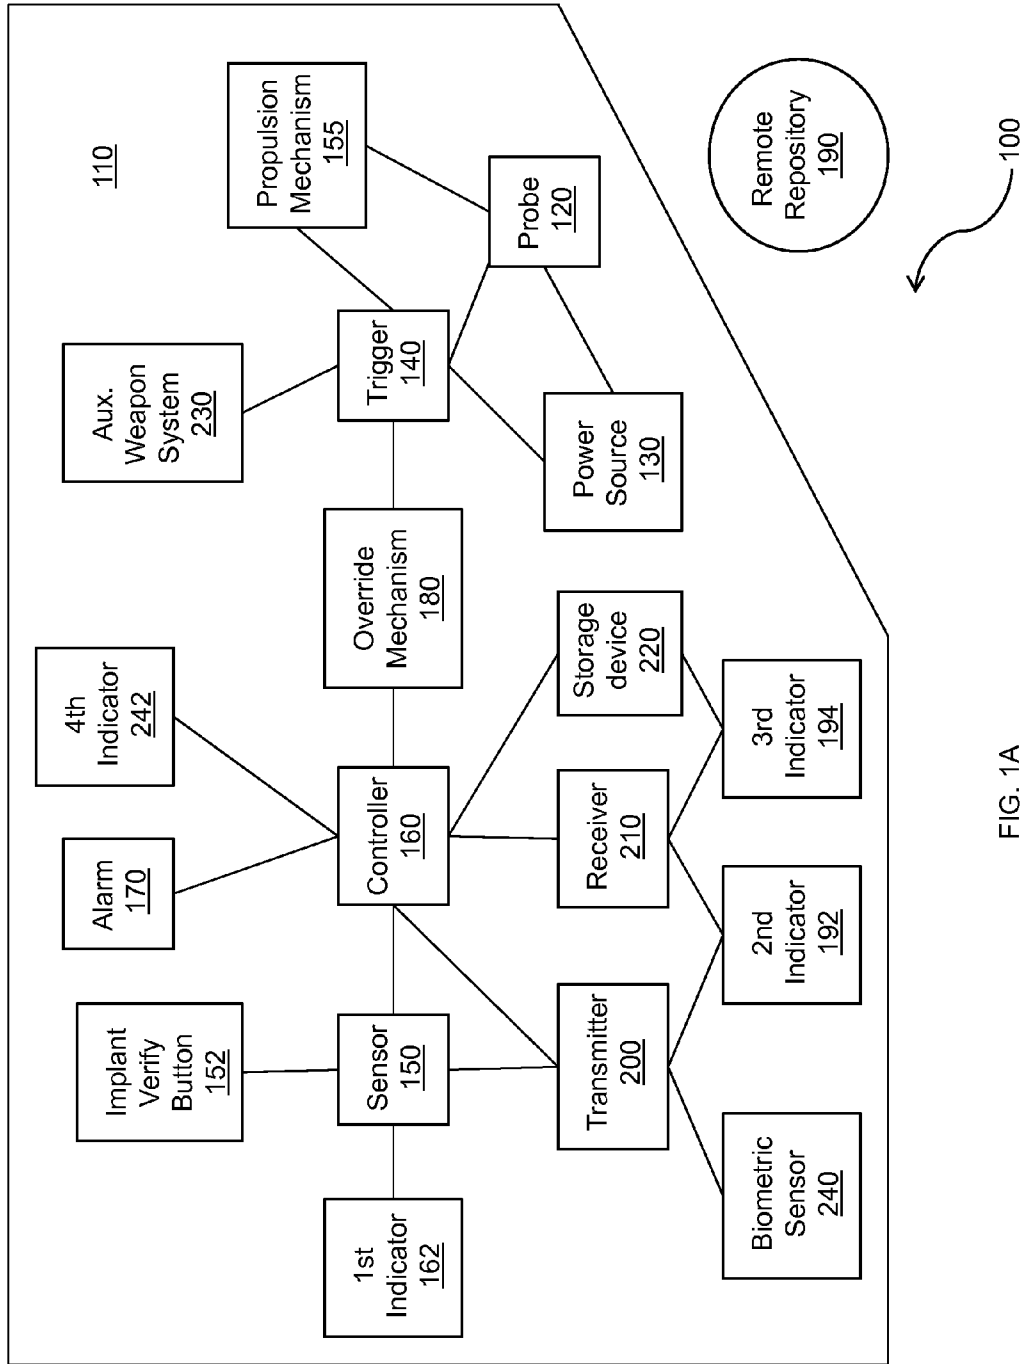 110
Propulsion
Mechanism
155
Aux.
Weapon
System
230
Trigger
140
Probe
120
Power
Source
130
Override
Mechanism
180
4th
Indicator
242
Alarm
170
Controller
160
Storage
device
220
Receiver
210
3rd
Indicator
194
Implant
Verify
Button
152
Sensor
150
Transmitter
200
2nd
Indicator
192
1st
Indicator
162
Biometric
Sensor
240
Remote
Repository
190
100
FIG. 1A